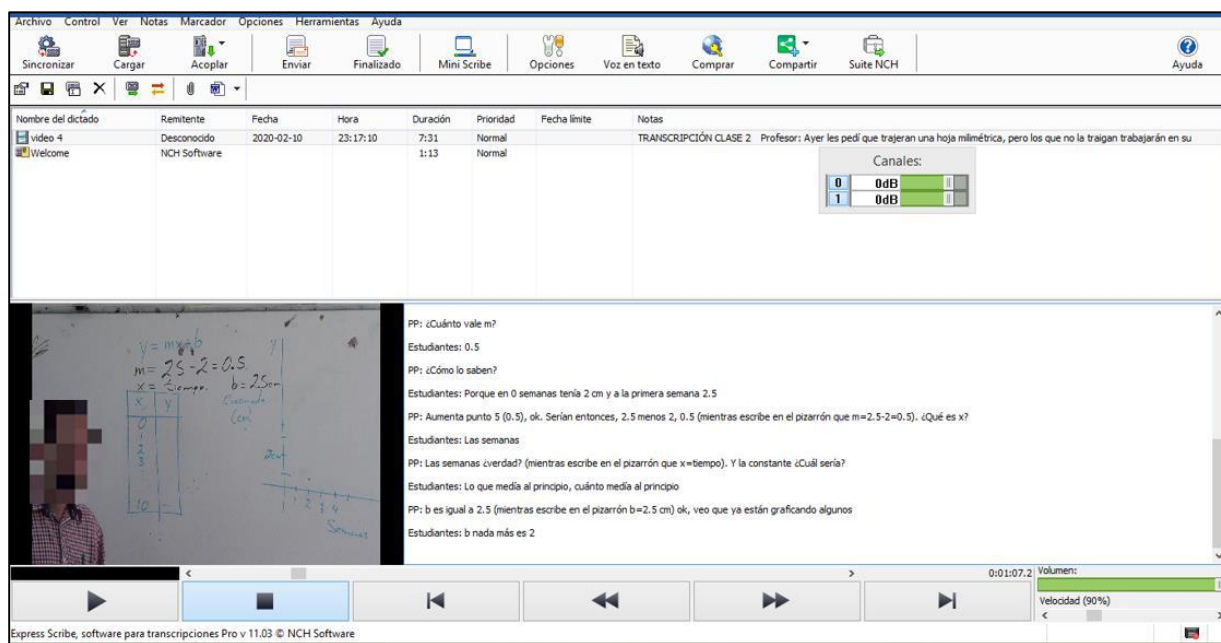 Archivo Control Ver Notas Marcador Opciones Herramientas Ayuda
Sincronizar Cargar Acoplar Enviar Finalizado Mini Scribe Opciones Voz en texto Comprar Compartir Suite NCH Ayuda
Nombre del dictado Remitente Fecha Hora Duración Prioridad Fecha límite Notas
video 4 Desconocido 2020-02-10 23:17:10 7:31 Normal TRANSCRIPCIÓN CLASE 2 Profesor: Ayer les pedí que trajeran una hoja milimétrica, pero los que no la traigan trabajarán en su
Welcome NCH Software 1:13 Normal
Canales:
0 0dB
1 0dB
y = mx+b
m= 2.5-2=0.5
x = tiempo. b=2.5cm
x y
0
1
2
3
10
y
(cm)
2cm
1 2 3 4
Semanas
PP: ¿Cuánto vale m?
Estudiantes: 0.5
PP: ¿Cómo lo saben?
Estudiantes: Porque en 0 semanas tenía 2 cm y a la primera semana 2.5
PP: Aumenta punto 5 (0.5), ok. Serían entonces, 2.5 menos 2, 0.5 (mientras escribe en el pizarrón que m=2.5-2=0.5). ¿Qué es x?
Estudiantes: Las semanas
PP: Las semanas ¿verdad? (mientras escribe en el pizarrón que x=tiempo). Y la constante ¿Cuál sería?
Estudiantes: Lo que medía al principio, cuánto medía al principio
PP: b es igual a 2.5 (mientras escribe en el pizarrón b=2.5 cm) ok, veo que ya están graficando algunos
Estudiantes: b nada más es 2
0:01:07.2 Volumen:
Velocidad (90%)
Express Scribe, software para transcripciones Pro v 11.03 © NCH Software